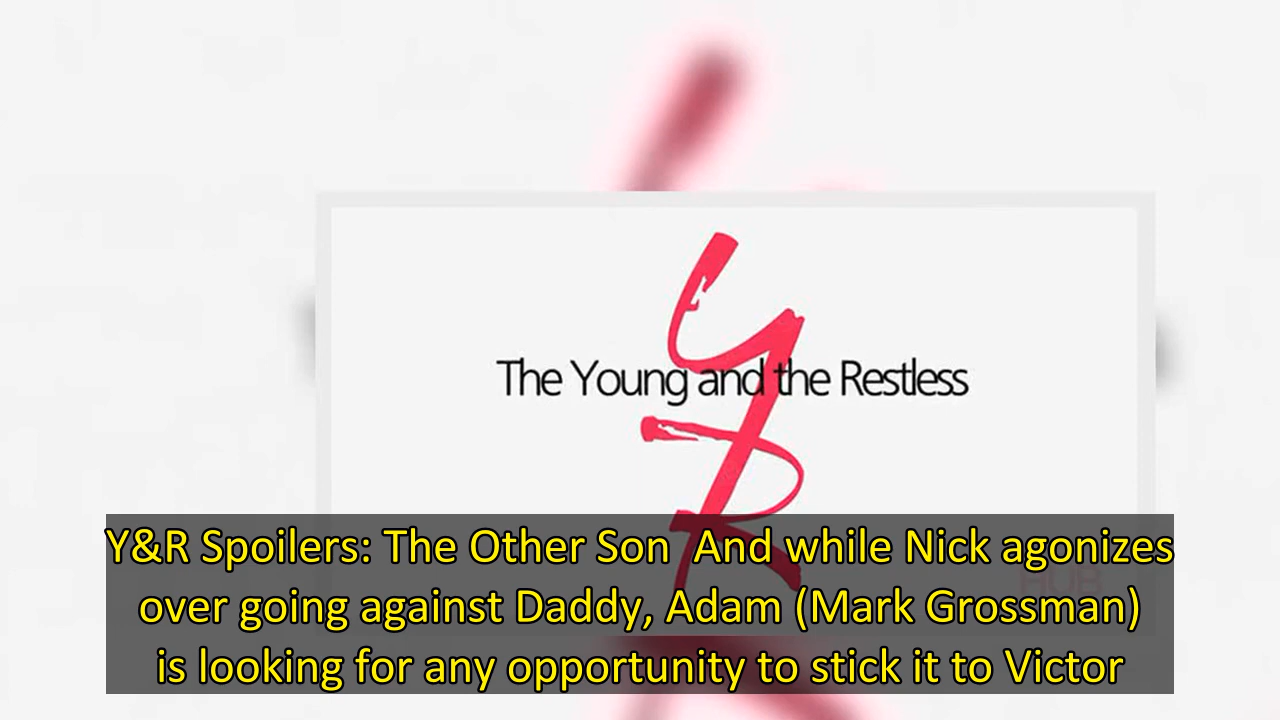 The Young and the Restless
Y&R Spoilers: The Other Son  And while Nick agonizes
over going against Daddy, Adam (Mark Grossman)
is looking for any opportunity to stick it to Victor